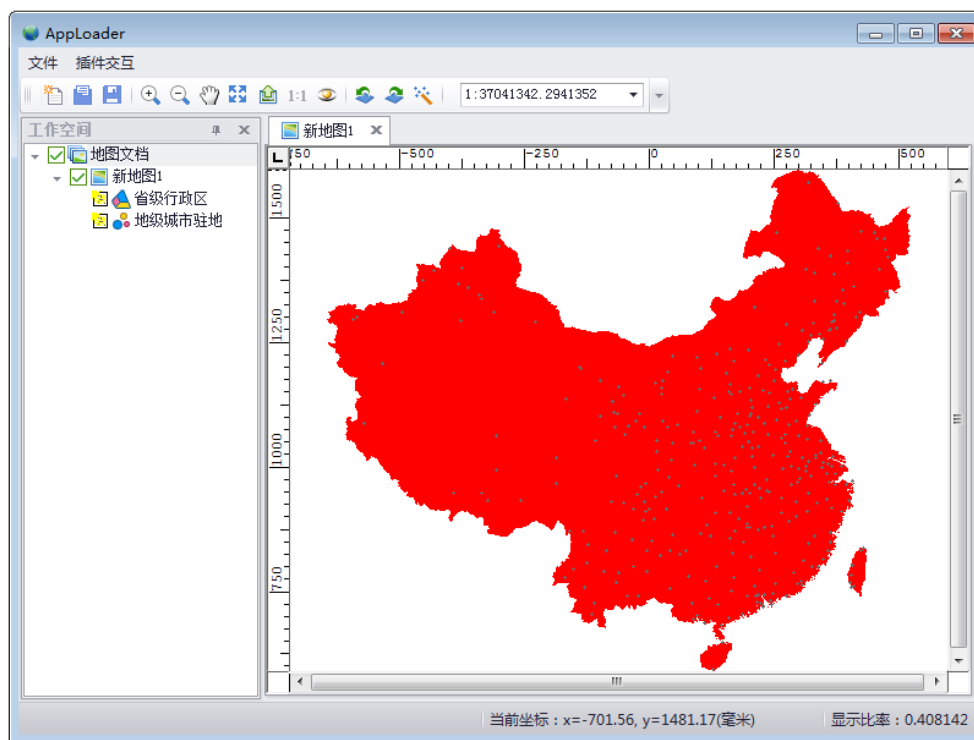 AppLoader
文件 插件交互
1:1 1:37041342.2941352
工作空间 新地图1
地图文档
新地图1
省级行政区
地级城市驻地
L 750 -500 -250 0 250 500
1500
1250
1000
750
当前坐标：x=-701.56, y=1481.17(毫米) 显示比率：0.408142